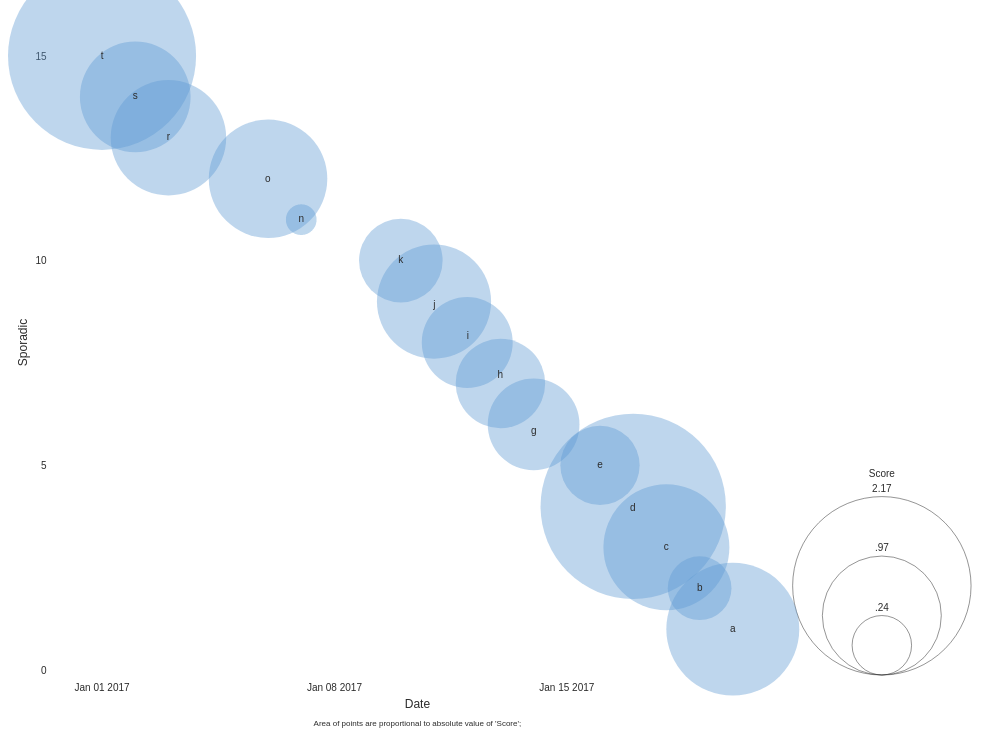 15
t
s
r
o
n
10
k
j
i
h
g
5
e
d
c
b
a
0
Sporadic
Jan 01 2017
Jan 08 2017
Jan 15 2017
Date
Area of points are proportional to absolute value of 'Score';
Score
2.17
.97
.24